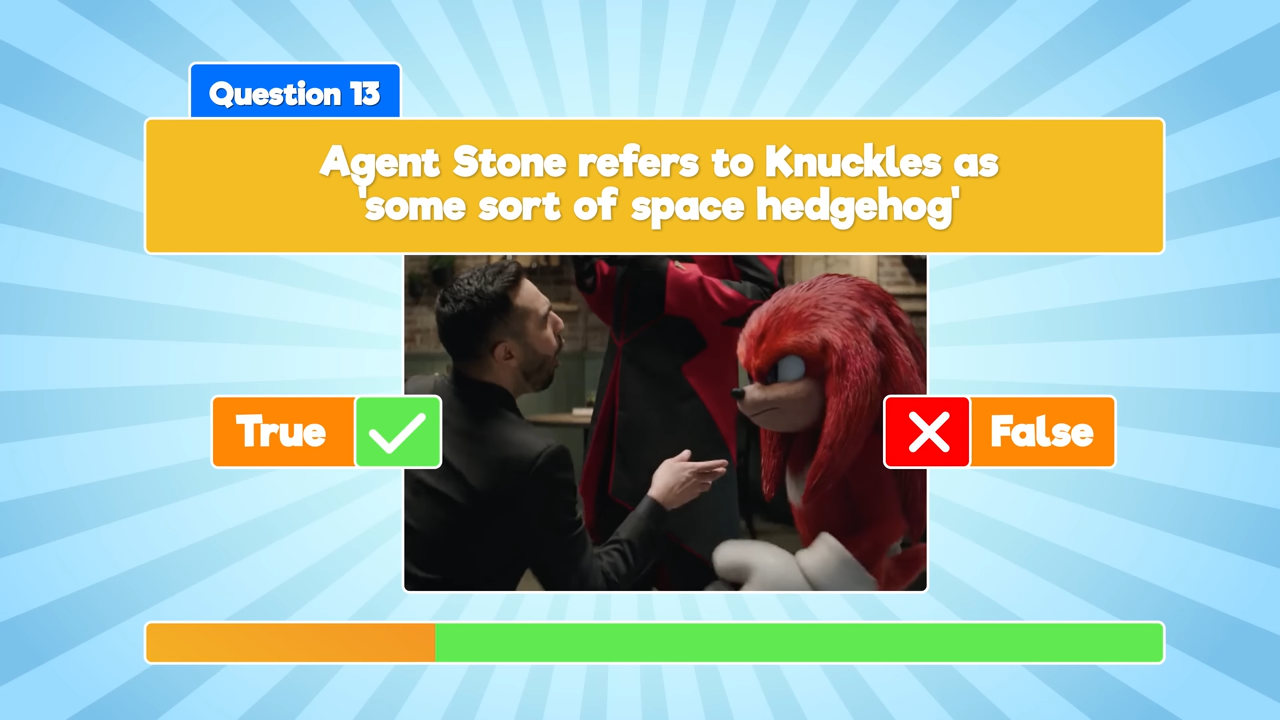 Question 13
Agent Stone refers to Knuckles as
'some sort of space hedgehog'
True
False